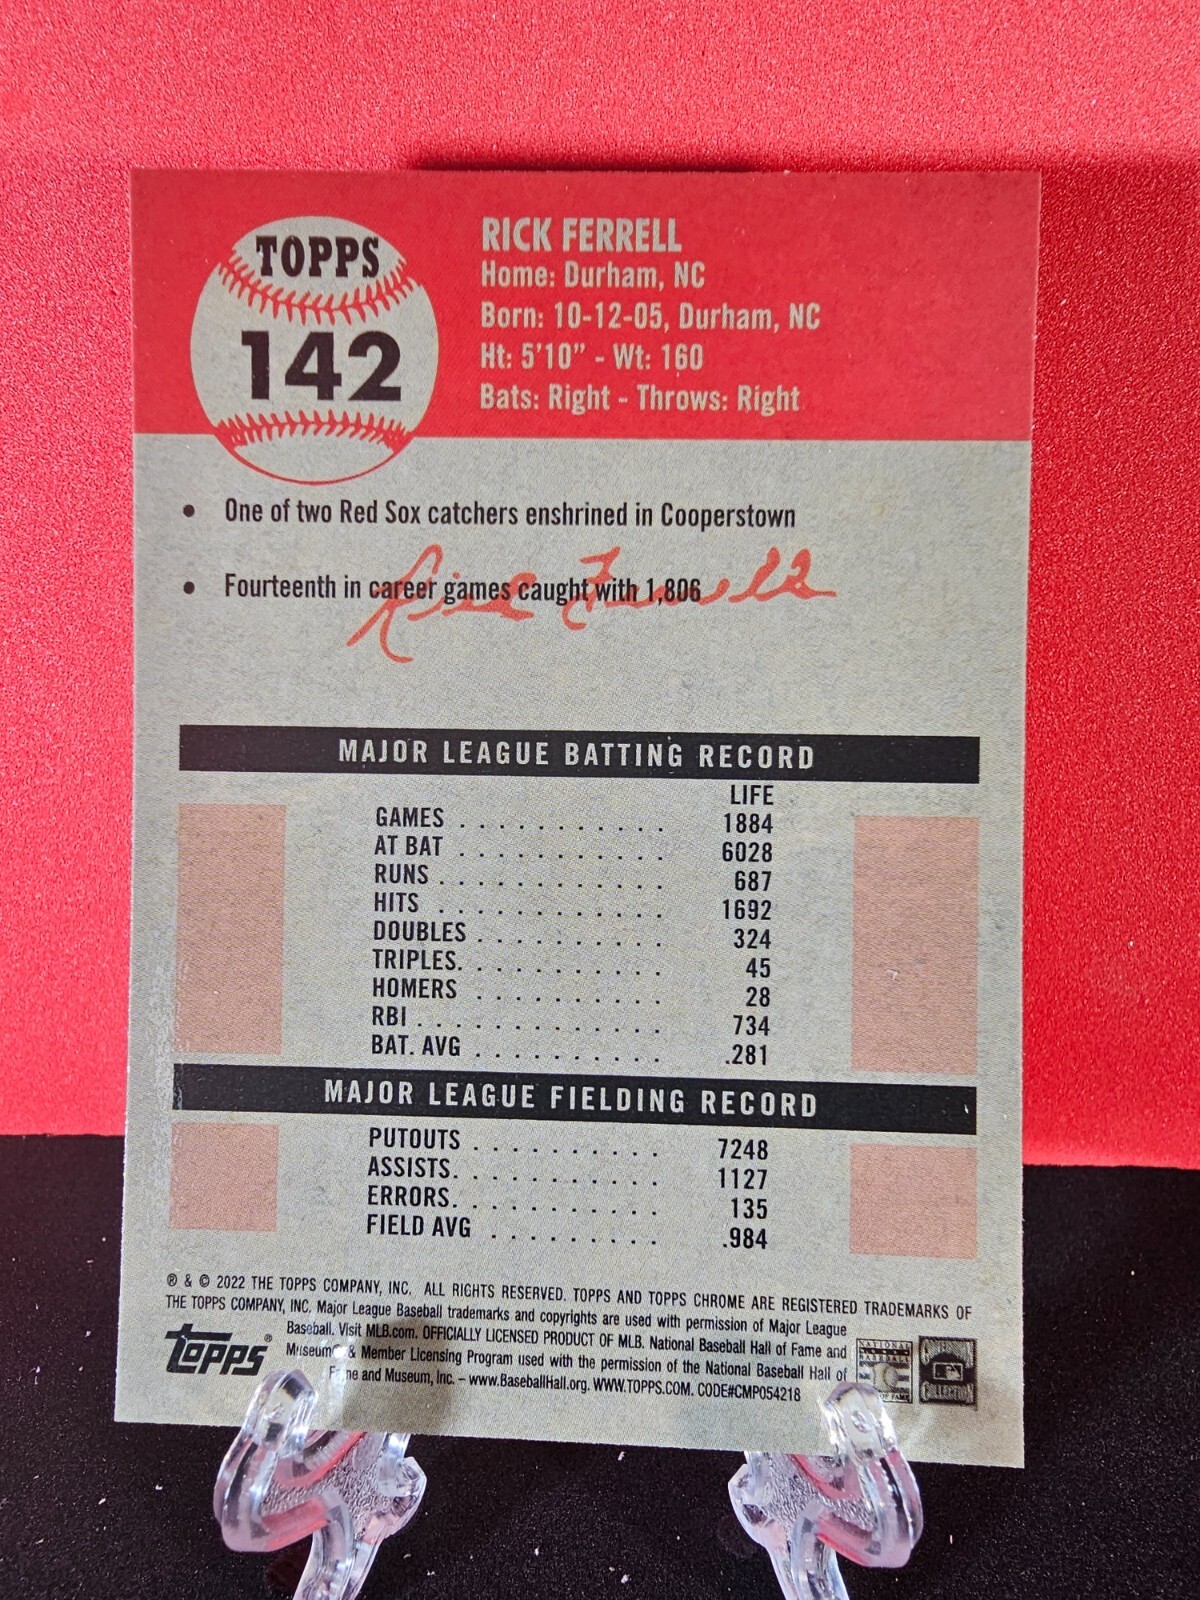 TOPPS
142
RICK FERRELL
Home: Durham, NC
Born: 10-12-05, Durham, NC
Ht: 5'10" - Wt: 160
Bats: Right - Throws: Right
• One of two Red Sox catchers enshrined in Cooperstown
• Fourteenth in career games caught with 1,806
Rick Ferrell
MAJOR LEAGUE BATTING RECORD
LIFE
GAMES . . . . . . . . . . . 1884
AT BAT . . . . . . . . . . . 6028
RUNS . . . . . . . . . . . . 687
HITS . . . . . . . . . . . . 1692
DOUBLES . . . . . . . . . . 324
TRIPLES. . . . . . . . . . . 45
HOMERS . . . . . . . . . . 28
RBI . . . . . . . . . . . . . 734
BAT. AVG . . . . . . . . . . .281
MAJOR LEAGUE FIELDING RECORD
PUTOUTS . . . . . . . . . . 7248
ASSISTS. . . . . . . . . . . 1127
ERRORS. . . . . . . . . . . 135
FIELD AVG . . . . . . . . . .984
® & © 2022 THE TOPPS COMPANY, INC. ALL RIGHTS RESERVED. TOPPS AND TOPPS CHROME ARE REGISTERED TRADEMARKS OF
THE TOPPS COMPANY, INC. Major League Baseball trademarks and copyrights are used with permission of Major League
Baseball. Visit MLB.com. OFFICIALLY LICENSED PRODUCT OF MLB. National Baseball Hall of Fame and
Museum & Member Licensing Program used with the permission of the National Baseball Hall of
Fame and Museum, Inc. – www.BaseballHall.org. WWW.TOPPS.COM. CODE#CMP054218
topps®
NATIONAL
BASEBALL
OF FAME
COLLECTION